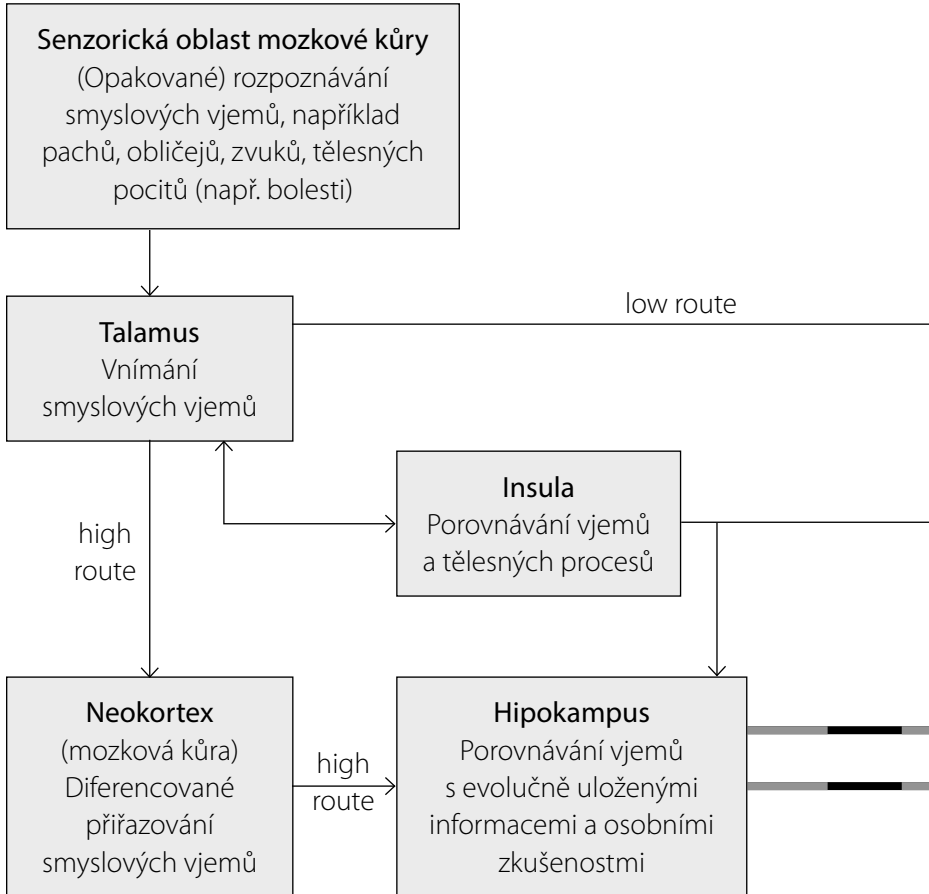 Senzorická oblast mozkové kůry
(Opakované) rozpoznávání
smyslových vjemů, například
pachů, obličejů, zvuků, tělesných
pocitů (např. bolesti)
low route
Talamus
Vnímání
smyslových vjemů
Insula
Porovnávání vjemů
a tělesných procesů
high
route
Neokortex
(mozková kůra)
Diferencované
přiřazování
smyslových vjemů
high
route
Hipokampus
Porovnávání vjemů
s evolučně uloženými
informacemi a osobními
zkušenostmi